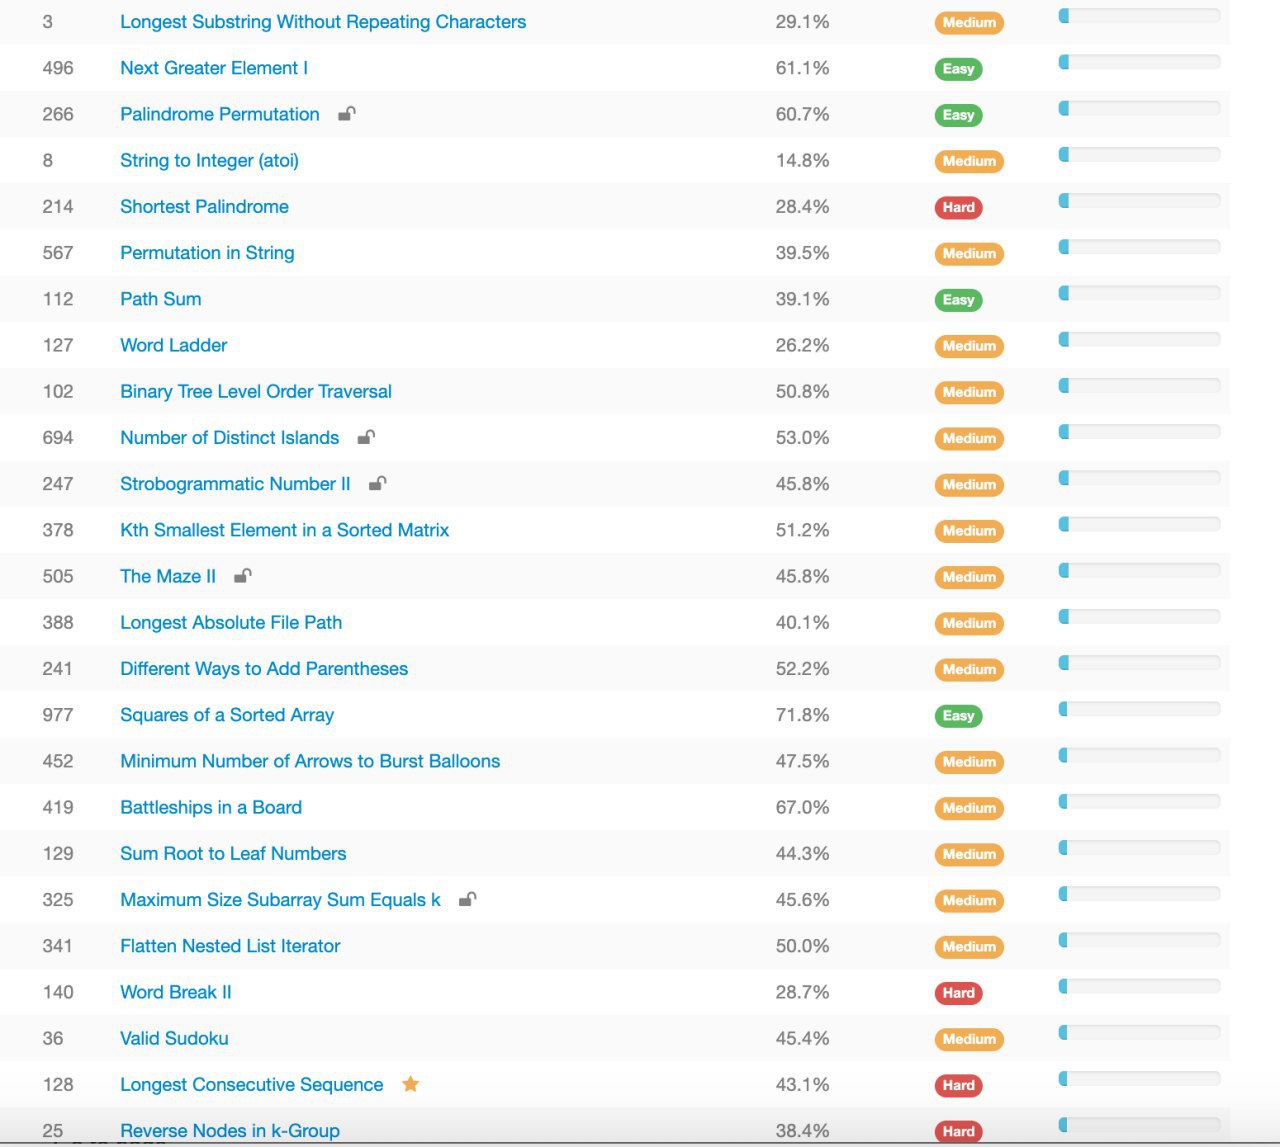 3 Longest Substring Without Repeating Characters 29.1% Medium
496 Next Greater Element I 61.1% Easy
266 Palindrome Permutation 60.7% Easy
8 String to Integer (atoi) 14.8% Medium
214 Shortest Palindrome 28.4% Hard
567 Permutation in String 39.5% Medium
112 Path Sum 39.1% Easy
127 Word Ladder 26.2% Medium
102 Binary Tree Level Order Traversal 50.8% Medium
694 Number of Distinct Islands 53.0% Medium
247 Strobogrammatic Number II 45.8% Medium
378 Kth Smallest Element in a Sorted Matrix 51.2% Medium
505 The Maze II 45.8% Medium
388 Longest Absolute File Path 40.1% Medium
241 Different Ways to Add Parentheses 52.2% Medium
977 Squares of a Sorted Array 71.8% Easy
452 Minimum Number of Arrows to Burst Balloons 47.5% Medium
419 Battleships in a Board 67.0% Medium
129 Sum Root to Leaf Numbers 44.3% Medium
325 Maximum Size Subarray Sum Equals k 45.6% Medium
341 Flatten Nested List Iterator 50.0% Medium
140 Word Break II 28.7% Hard
36 Valid Sudoku 45.4% Medium
128 Longest Consecutive Sequence 43.1% Hard
25 Reverse Nodes in k-Group 38.4% Hard